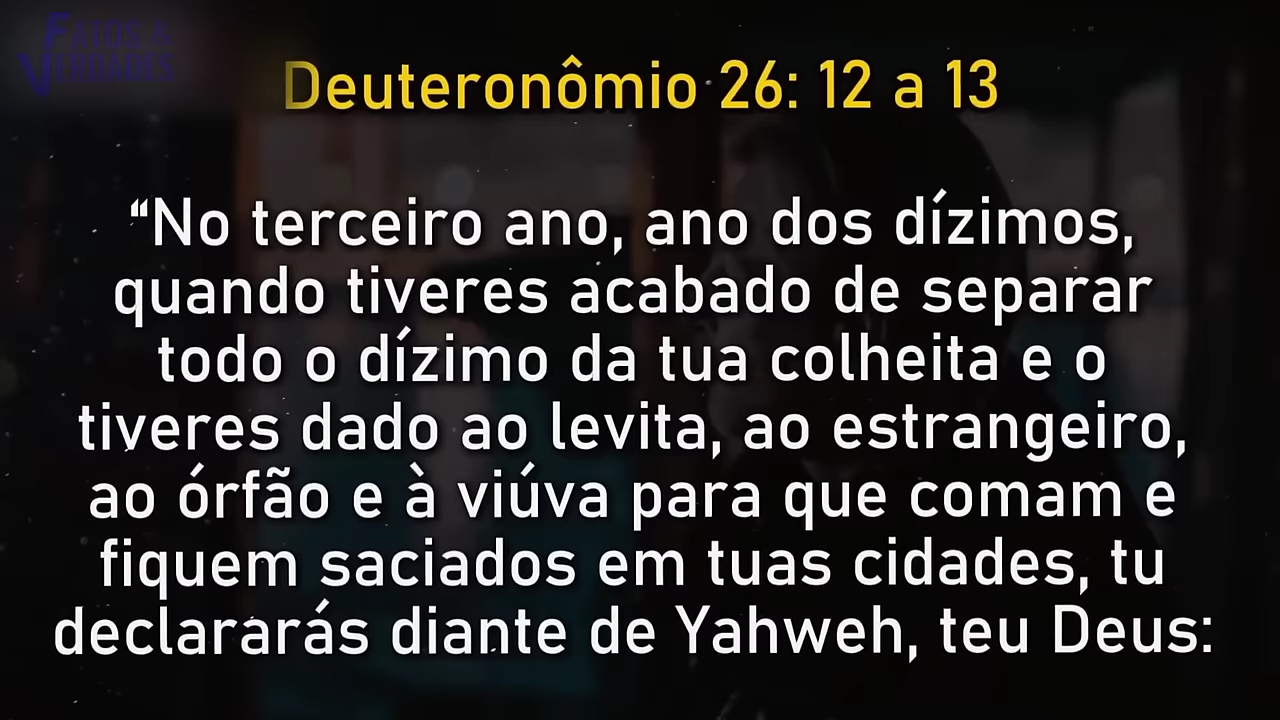 FATOS &
VERDADES
Deuteronômio 26: 12 a 13
“No terceiro ano, ano dos dízimos,
quando tiveres acabado de separar
todo o dízimo da tua colheita e o
tiveres dado ao levita, ao estrangeiro,
ao órfão e à viúva para que comam e
fiquem saciados em tuas cidades, tu
declararás diante de Yahweh, teu Deus: